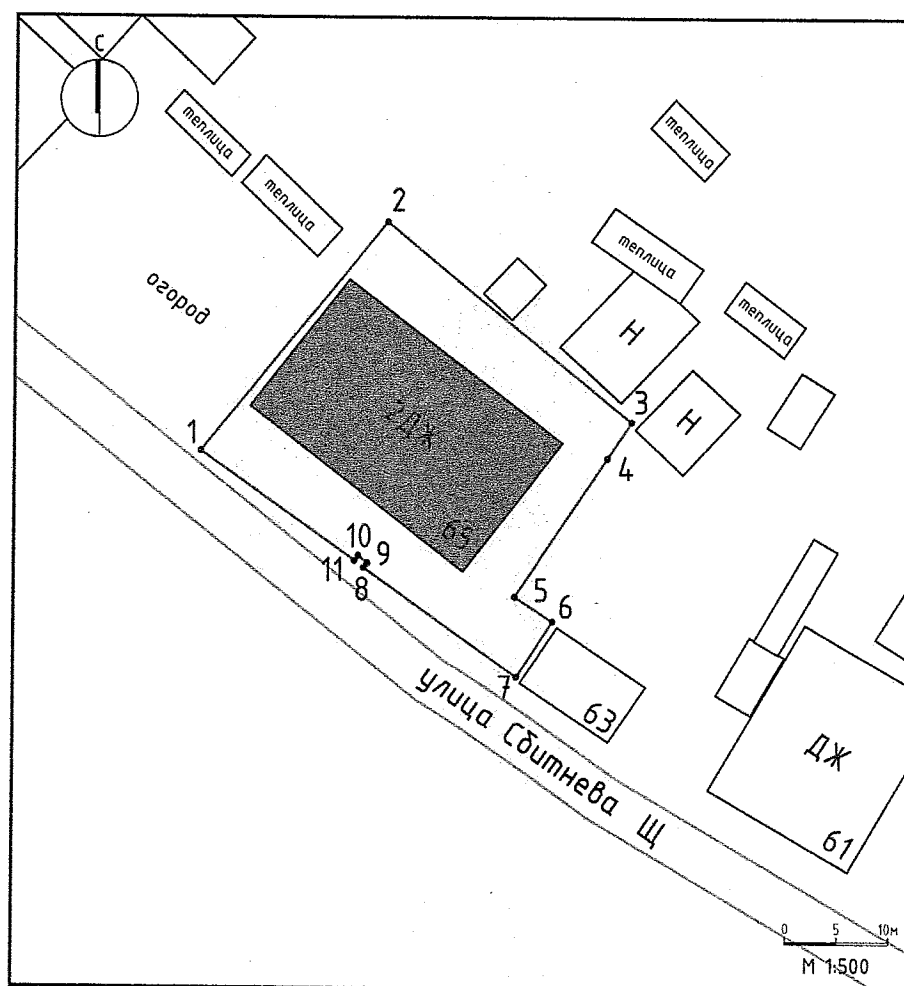 С
теплица
теплица
теплица
2
теплица
огород
теплица
Н
3
Н
1
2ДЖ
4
65
10
9
11
8
5
6
7
63
улица Сбитнева Щ
ДЖ
61
0 5 10м
М 1:500